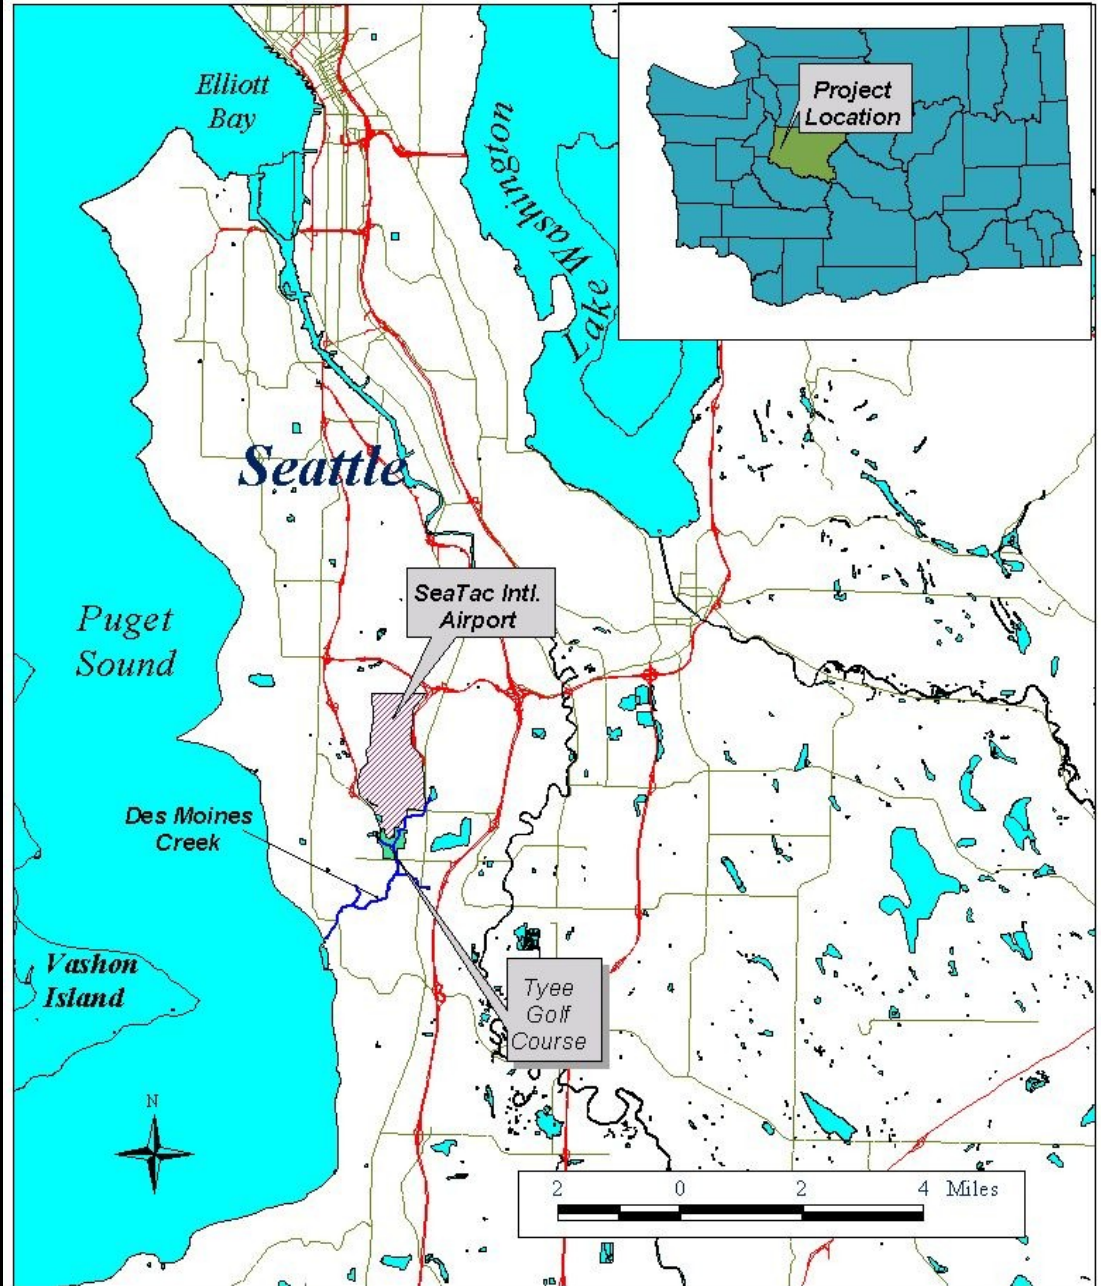 Elliott
Bay
Lake Washington
Project
Location
Seattle
SeaTac Intl.
Airport
Puget
Sound
Des Moines
Creek
Vashon
Island
Tyee
Golf
Course
N
2 0 2 4 Miles